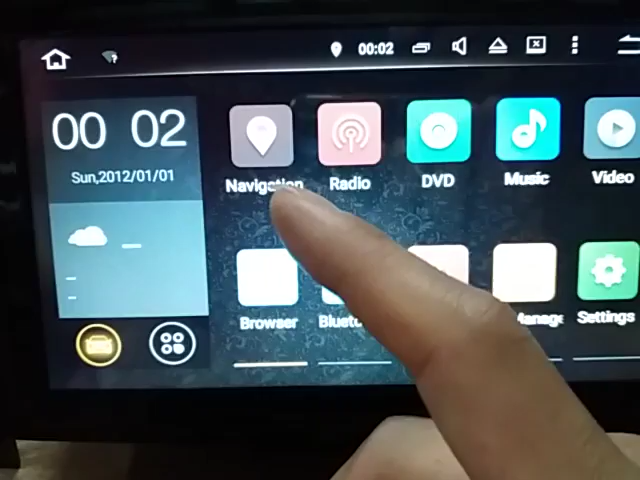 00:02
00 02
Sun,2012/01/01
Navigation
Radio
DVD
Music
Video
Browser
Settings